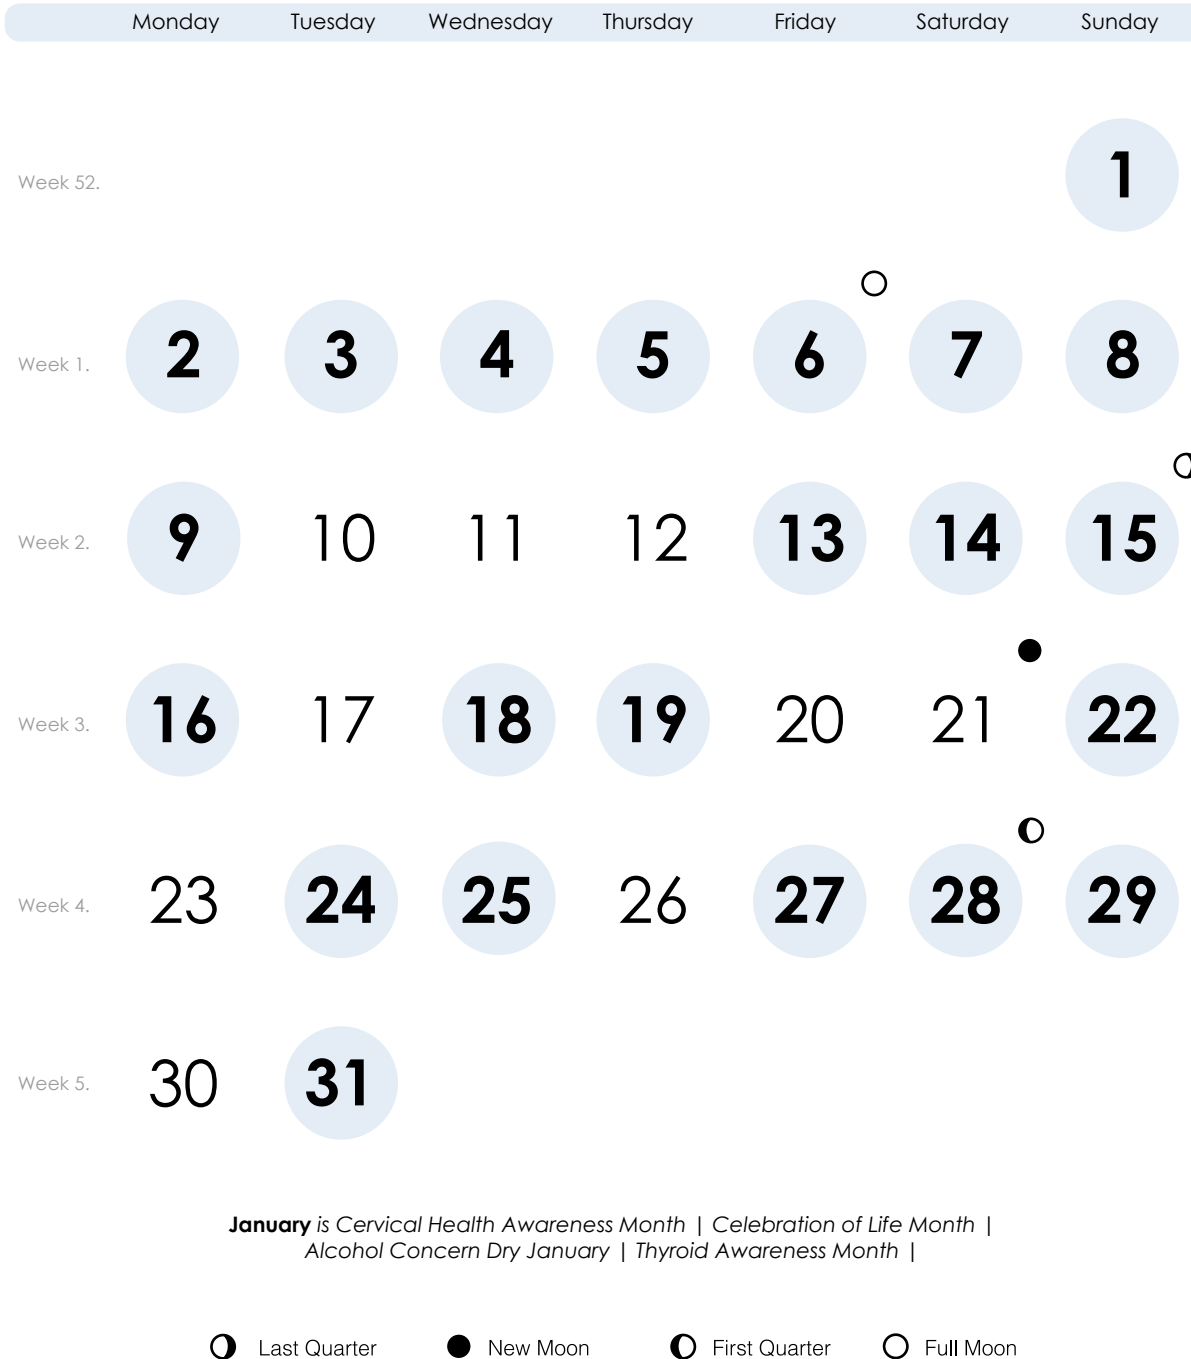 Monday Tuesday Wednesday Thursday Friday Saturday Sunday
Week 52. 1
Week 1. 2 3 4 5 6 7 8
Week 2. 9 10 11 12 13 14 15
Week 3. 16 17 18 19 20 21 22
Week 4. 23 24 25 26 27 28 29
Week 5. 30 31
January is Cervical Health Awareness Month | Celebration of Life Month |
Alcohol Concern Dry January | Thyroid Awareness Month |
Last Quarter New Moon First Quarter Full Moon